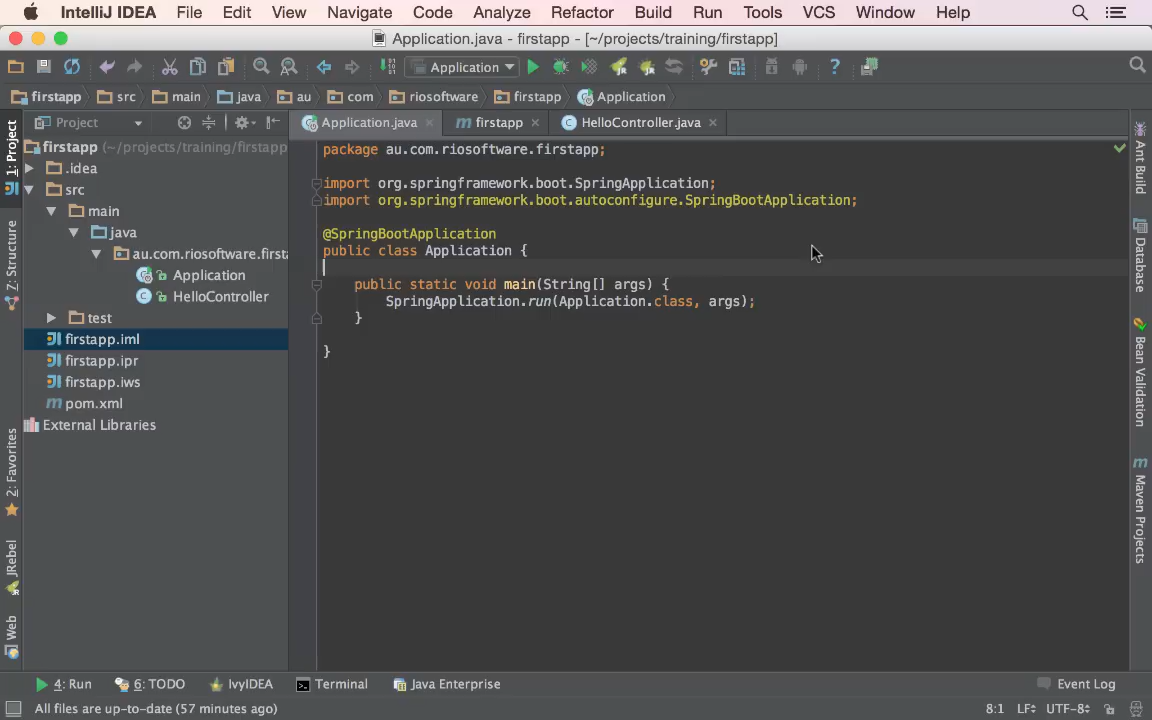 IntelliJ IDEA File Edit View Navigate Code Analyze Refactor Build Run Tools VCS Window Help
Application.java - firstapp - [~/projects/training/firstapp]
Application
firstapp src main java au com riosoftware firstapp Application
Project
Application.java firstapp HelloController.java
1: Project
Z: Structure
2: Favorites
JRebel
Web
firstapp (~/projects/training/firstapp
.idea
src
main
java
au.com.riosoftware.firsta
Application
HelloController
test
firstapp.iml
firstapp.ipr
firstapp.iws
pom.xml
External Libraries
package au.com.riosoftware.firstapp;
import org.springframework.boot.SpringApplication;
import org.springframework.boot.autoconfigure.SpringBootApplication;
@SpringBootApplication
public class Application {
public static void main(String[] args) {
SpringApplication.run(Application.class, args);
}
}
Ant Build
Database
Bean Validation
Maven Projects
4: Run 6: TODO IvyIDEA Terminal Java Enterprise Event Log
All files are up-to-date (57 minutes ago) 8:1 LF UTF-8